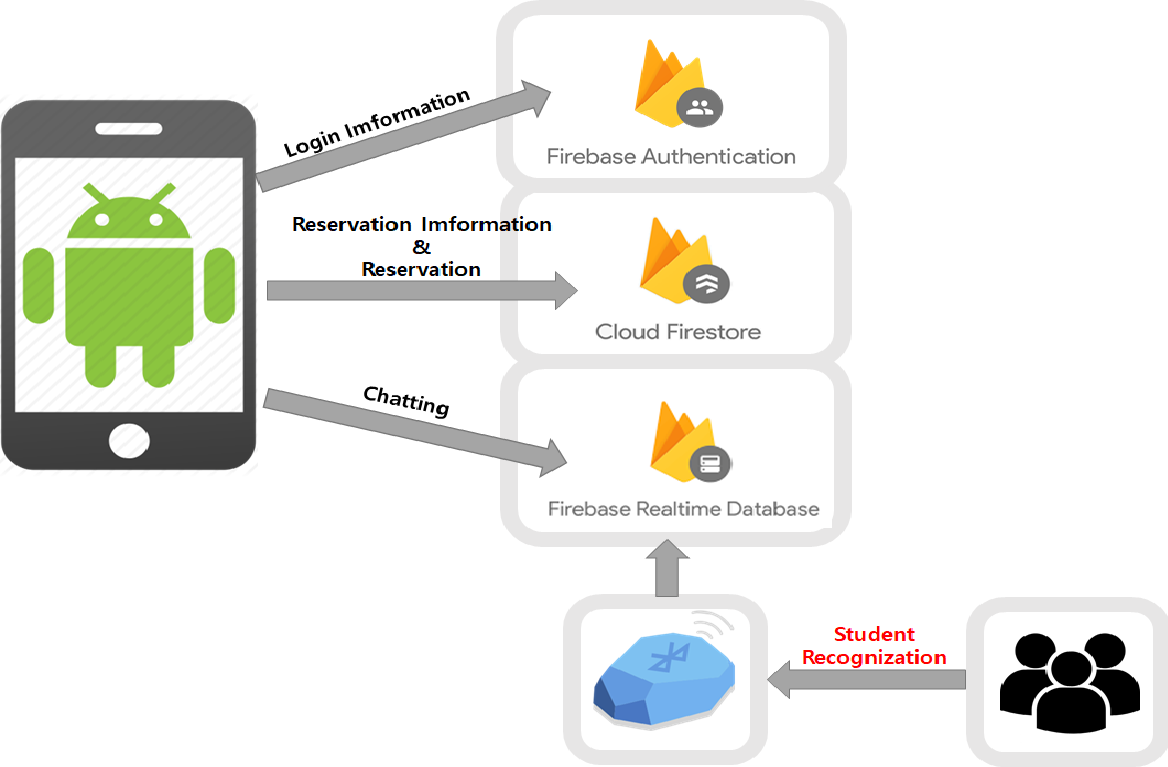 Login Imformation
Firebase Authentication
Reservation Imformation
&
Reservation
Cloud Firestore
Chatting
Firebase Realtime Database
Student
Recognization